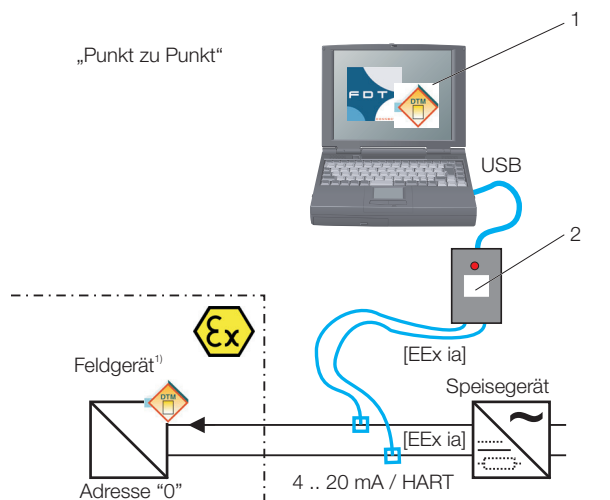 1
„Punkt zu Punkt“
FDT
DTM
USB
2
εx
[EEx ia]
Feldgerät¹⁾
DTM
Speisegerät
[EEx ia]
4 .. 20 mA / HART
Adresse “0”